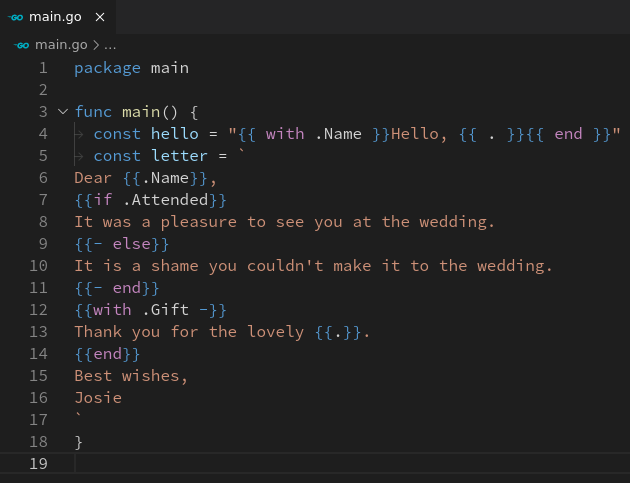 GO main.go ×
GO main.go > ...
1 package main
2
3 func main() {
4 const hello = "{{ with .Name }}Hello, {{ . }}{{ end }}"
5 const letter = `
6 Dear {{.Name}},
7 {{if .Attended}}
8 It was a pleasure to see you at the wedding.
9 {{- else}}
10 It is a shame you couldn't make it to the wedding.
11 {{- end}}
12 {{with .Gift -}}
13 Thank you for the lovely {{.}}.
14 {{end}}
15 Best wishes,
16 Josie
17 `
18 }
19